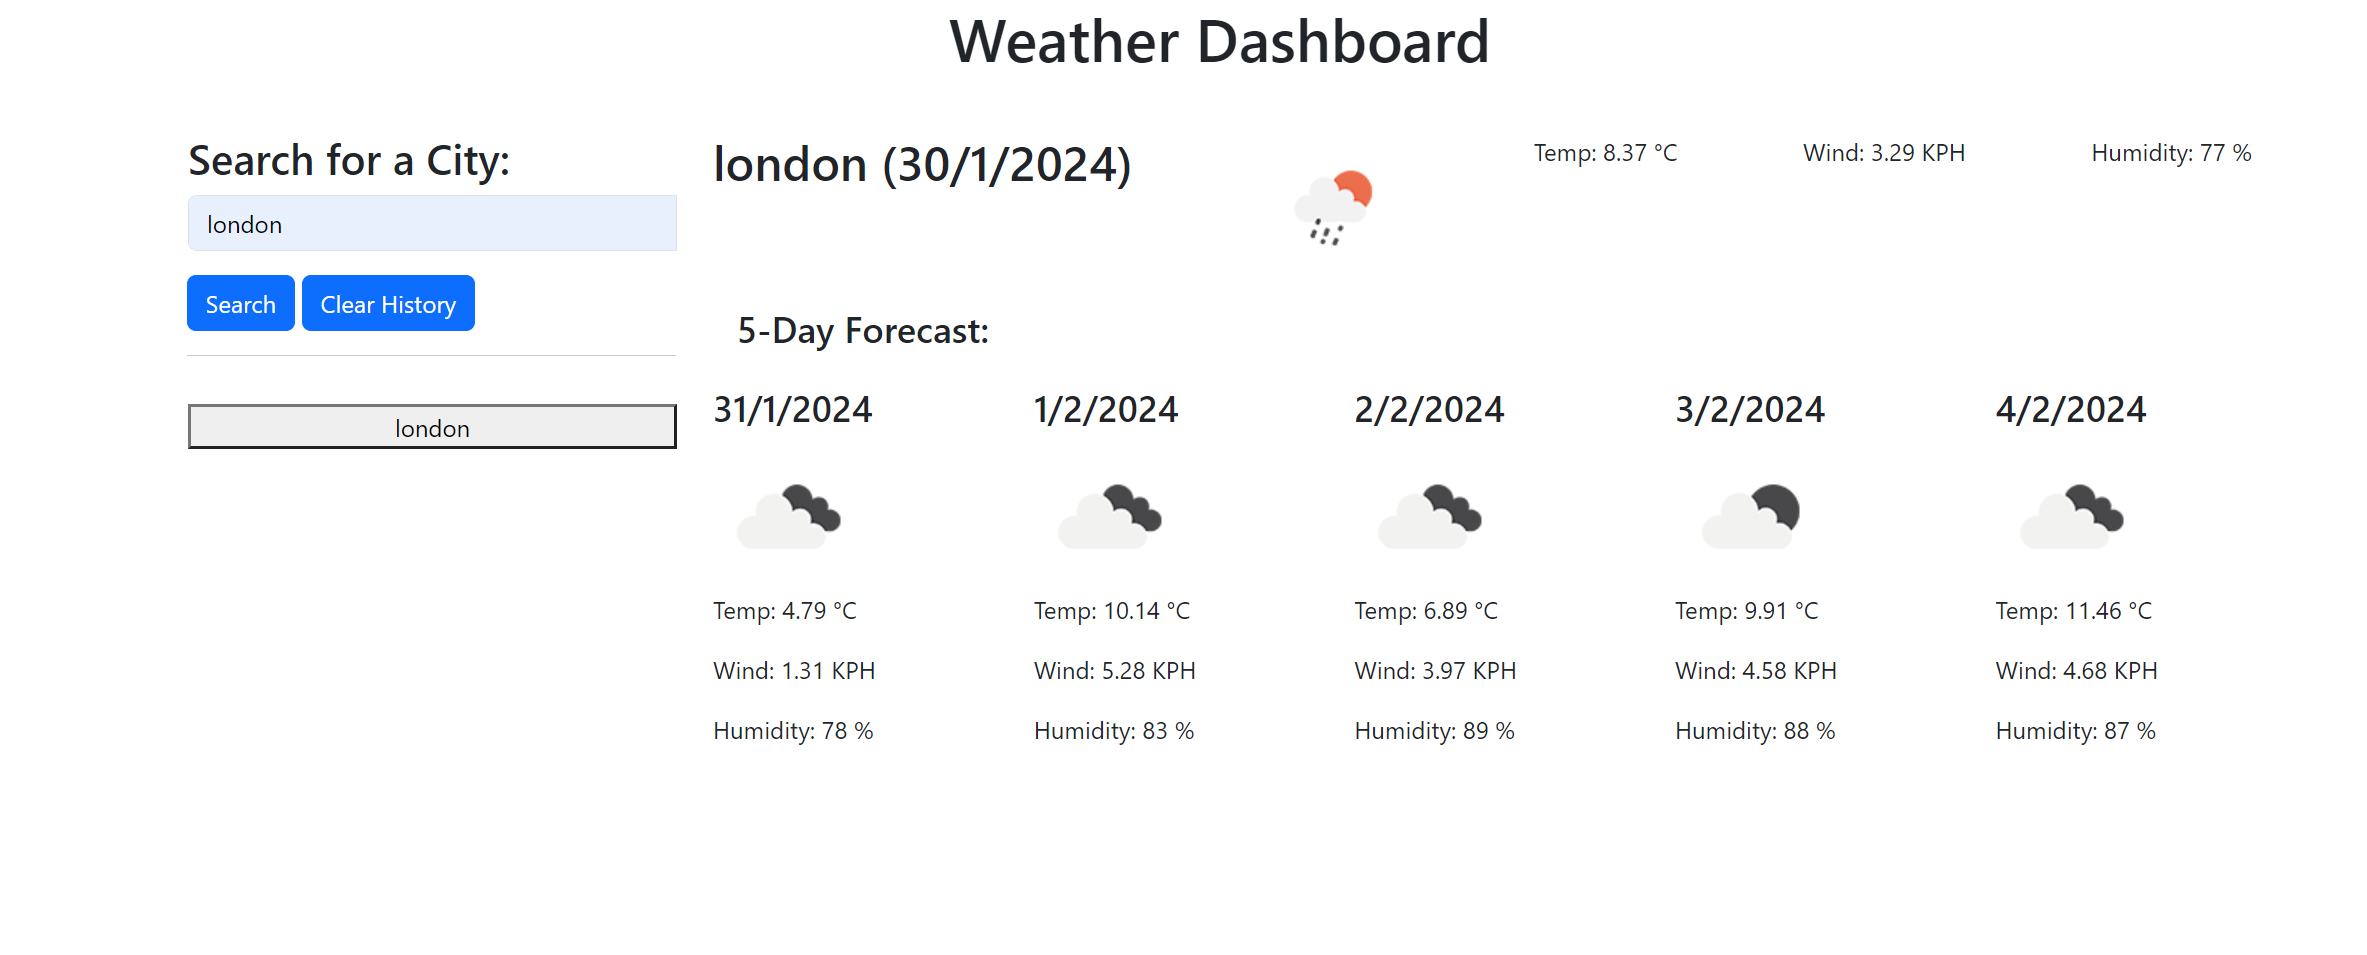 Weather Dashboard
Search for a City:
london
Search
Clear History
london
london (30/1/2024)
Temp: 8.37 °C
Wind: 3.29 KPH
Humidity: 77 %
5-Day Forecast:
31/1/2024
Temp: 4.79 °C
Wind: 1.31 KPH
Humidity: 78 %
1/2/2024
Temp: 10.14 °C
Wind: 5.28 KPH
Humidity: 83 %
2/2/2024
Temp: 6.89 °C
Wind: 3.97 KPH
Humidity: 89 %
3/2/2024
Temp: 9.91 °C
Wind: 4.58 KPH
Humidity: 88 %
4/2/2024
Temp: 11.46 °C
Wind: 4.68 KPH
Humidity: 87 %